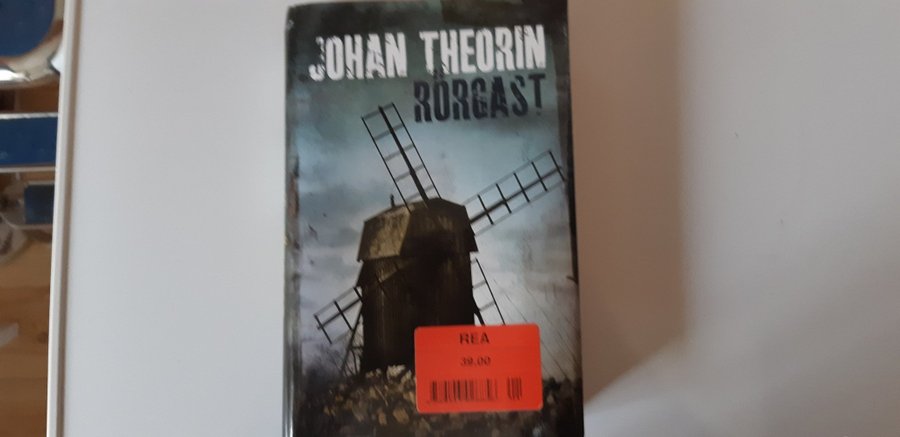 JOHAN THEORIN
RÖRGAST
REA
39.00